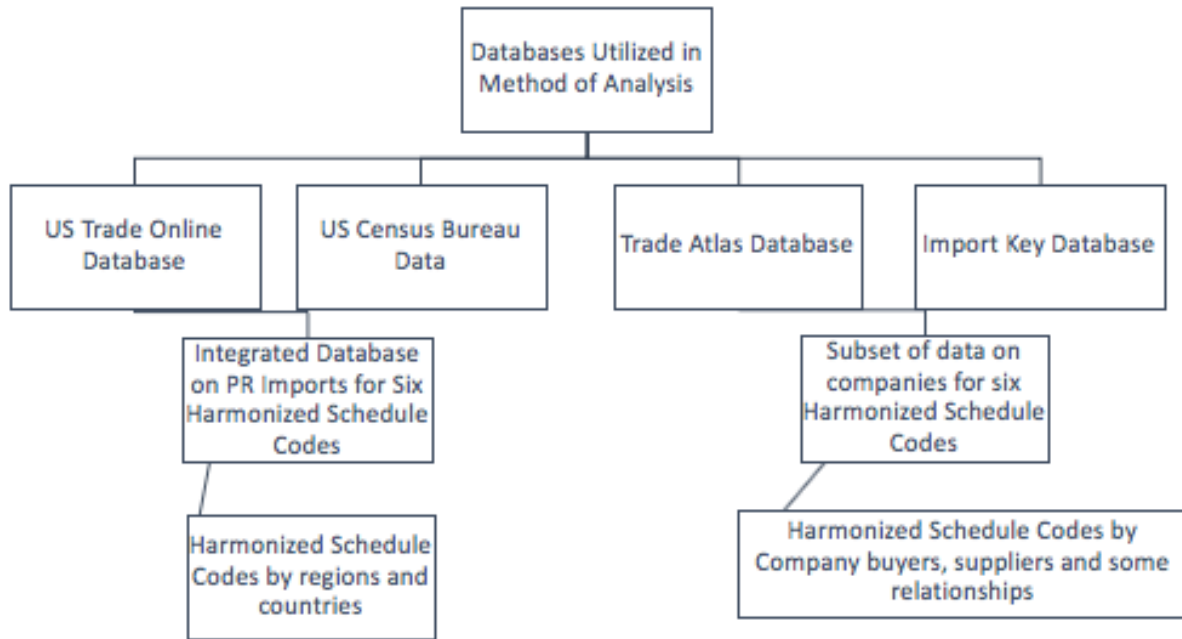 Databases Utilized in
Method of Analysis
US Trade Online
Database
US Census Bureau
Data
Trade Atlas Database
Import Key Database
Integrated Database
on PR Imports for Six
Harmonized Schedule
Codes
Subset of data on
companies for six
Harmonized Schedule
Codes
Harmonized Schedule
Codes by regions and
countries
Harmonized Schedule Codes by
Company buyers, suppliers and some
relationships